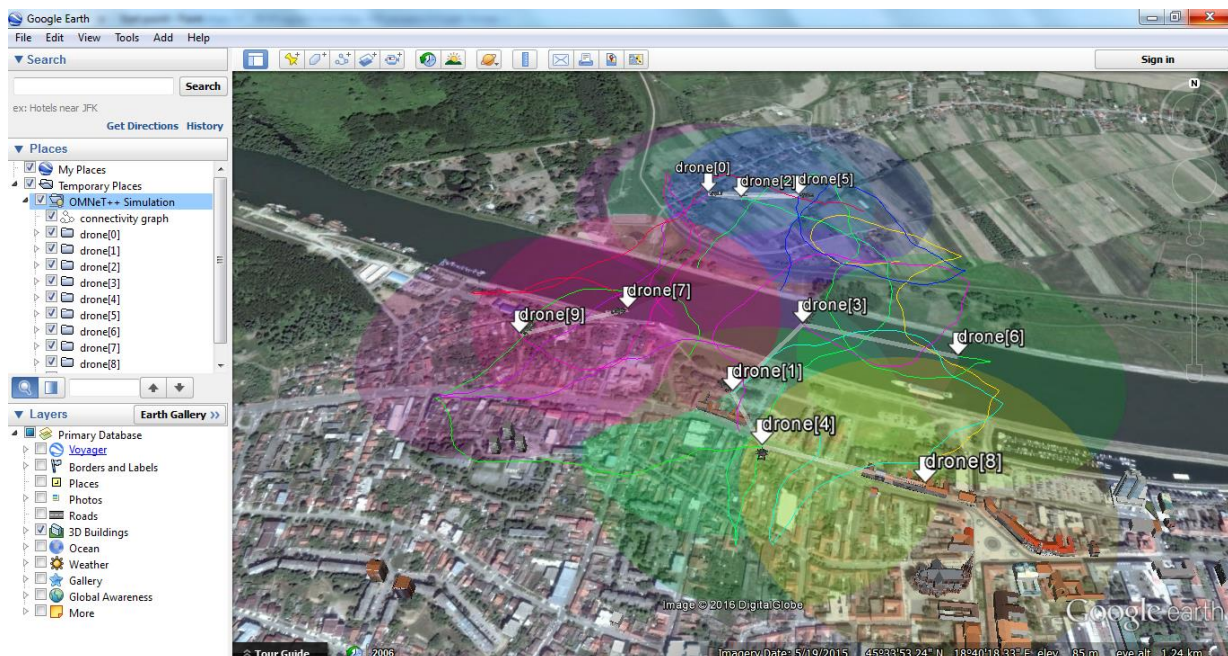 Google Earth
File Edit View Tools Add Help
Search
Search
ex: Hotels near JFK
Get Directions History
Places
My Places
Temporary Places
OMNeT++ Simulation
connectivity graph
drone[0]
drone[1]
drone[2]
drone[3]
drone[4]
drone[5]
drone[6]
drone[7]
drone[8]
Layers
Earth Gallery >>
Primary Database
Voyager
Borders and Labels
Places
Photos
Roads
3D Buildings
Ocean
Weather
Gallery
Global Awareness
More
Sign in
N
drone[0]
drone[2]
drone[5]
drone[7]
drone[9]
drone[3]
drone[6]
drone[1]
drone[4]
drone[8]
Image © 2016 DigitalGlobe
Google earth
Tour Guide
2006
Imagery Date: 5/19/2015 45°33'53.24" N 18°40'18.33" E elev 85 m eye alt 1.24 km